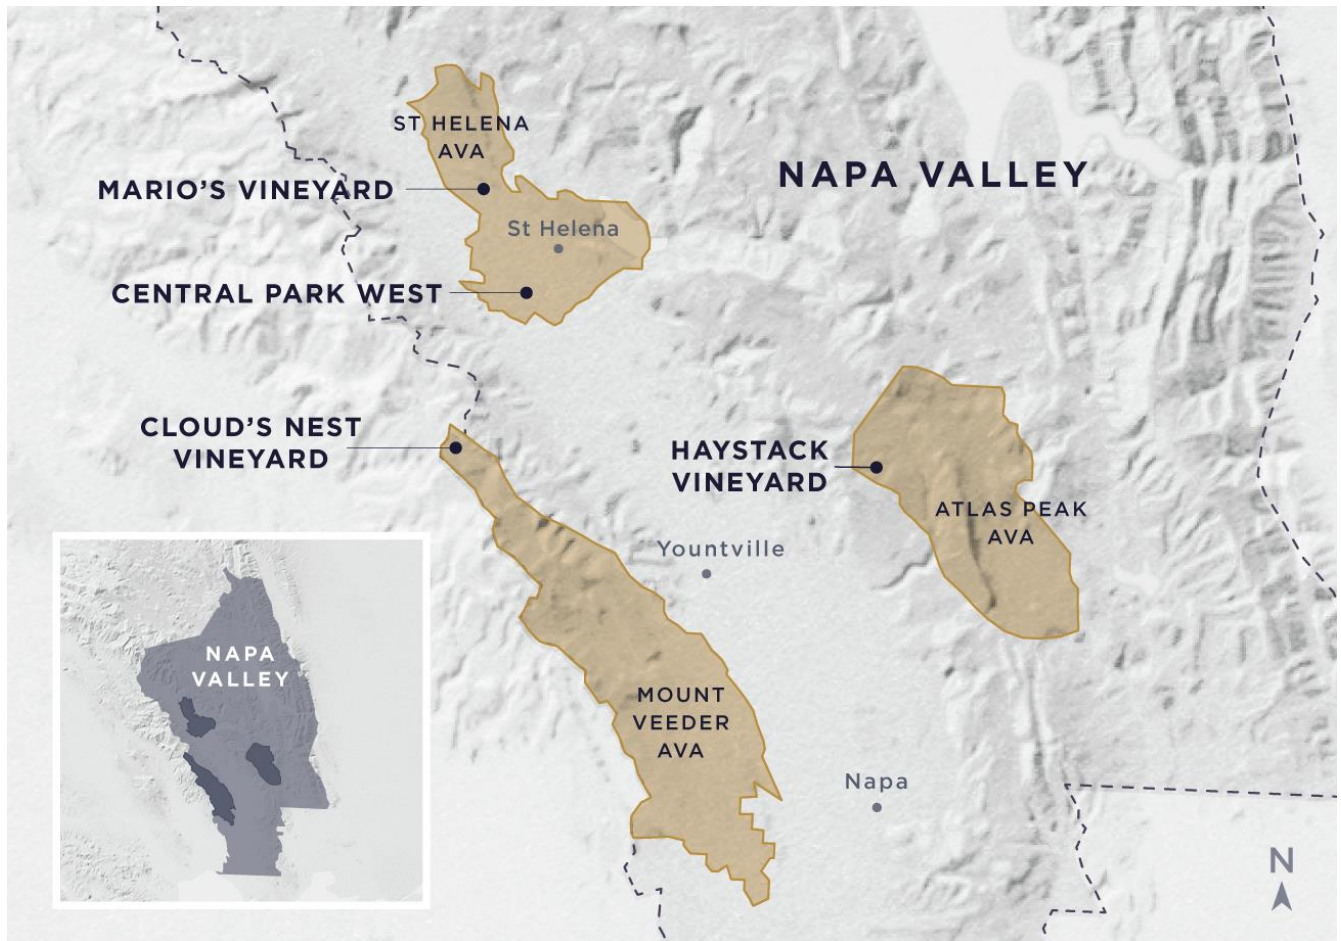 ST HELENA
AVA
NAPA VALLEY
MARIO'S VINEYARD
St Helena
CENTRAL PARK WEST
CLOUD'S NEST
VINEYARD
HAYSTACK
VINEYARD
ATLAS PEAK
AVA
Yountville
NAPA
VALLEY
MOUNT
VEEDER
AVA
Napa
N